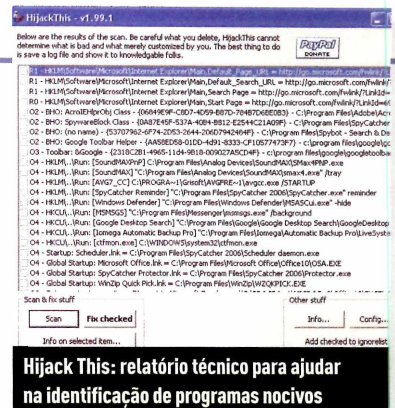 HijackThis - v1.99.1
Below are the results of the scan. Be careful what you delete, HijackThis cannot
determine what is bad and what merely customized by you. The best thing to do
is save a log file and show it to knowledgable folks.
PayPal
DONATE
R1 - HKLM\Software\Microsoft\Internet Explorer\Main,Default_Page_URL = http://go.microsoft.com/fwlink/?
R1 - HKLM\Software\Microsoft\Internet Explorer\Main,Default_Search_URL = http://go.microsoft.com/fwlink/
R1 - HKLM\Software\Microsoft\Internet Explorer\Main,Search Page = http://go.microsoft.com/fwlink/?LinkId=
R0 - HKLM\Software\Microsoft\Internet Explorer\Main,Start Page = http://go.microsoft.com/fwlink/?LinkId=6
O2 - BHO: AcroIEHlprObj Class - {06849E9F-C8D7-4D59-B87D-784B7D6BE0B3} - C:\Program Files\Adobe\Acr
O2 - BHO: SpywareBlock Class - {0A87E45F-537A-40B4-B812-E2544C21A09F} - C:\Program Files\SpyCatcher
O2 - BHO: (no name) - {53707962-6F74-2D53-2644-206D7942484F} - C:\Program Files\Spybot - Search & Des
O2 - BHO: Google Toolbar Helper - {AA58ED58-01DD-4d91-8333-CF10577473F7} - c:\program files\google\go
O3 - Toolbar: &Google - {2318C2B1-4965-11d4-9B18-009027A5CD4F} - c:\program files\google\googletoolbar
O4 - HKLM\..\Run: [SoundMAXPnP] C:\Program Files\Analog Devices\SoundMAX\SMax4PNP.exe
O4 - HKLM\..\Run: [SoundMAX] "C:\Program Files\Analog Devices\SoundMAX\smax4.exe" /tray
O4 - HKLM\..\Run: [AVG7_CC] C:\PROGRA~1\Grisoft\AVGFRE~1\avgcc.exe /STARTUP
O4 - HKLM\..\Run: [SpyCatcher Reminder] "C:\Program Files\SpyCatcher 2006\SpyCatcher.exe" reminder
O4 - HKLM\..\Run: [Windows Defender] "C:\Program Files\Windows Defender\MSASCui.exe" -hide
O4 - HKCU\..\Run: [MSMSGS] "C:\Program Files\Messenger\msmsgs.exe" /background
O4 - HKCU\..\Run: [Google Desktop Search] "C:\Program Files\Google\Google Desktop Search\GoogleDesktop
O4 - HKCU\..\Run: [Iomega Automatic Backup Pro] "C:\Program Files\Iomega\Automatic Backup Pro\LiveSyste
O4 - HKCU\..\Run: [ctfmon.exe] C:\WINDOWS\system32\ctfmon.exe
O4 - Startup: Scheduler.lnk = C:\Program Files\SpyCatcher 2006\Scheduler daemon.exe
O4 - Global Startup: Microsoft Office.lnk = C:\Program Files\Microsoft Office\Office10\OSA.EXE
O4 - Global Startup: SpyCatcher Protector.lnk = C:\Program Files\SpyCatcher 2006\Protector.exe
O4 - Global Startup: WinZip Quick Pick.lnk = C:\Program Files\WinZip\WZQKPICK.EXE
Scan & fix stuff
Other stuff
Scan
Fix checked
Info...
Config...
Info on selected item...
Add checked to ignorelist
Hijack This: relatório técnico para ajudar
na identificação de programas nocivos